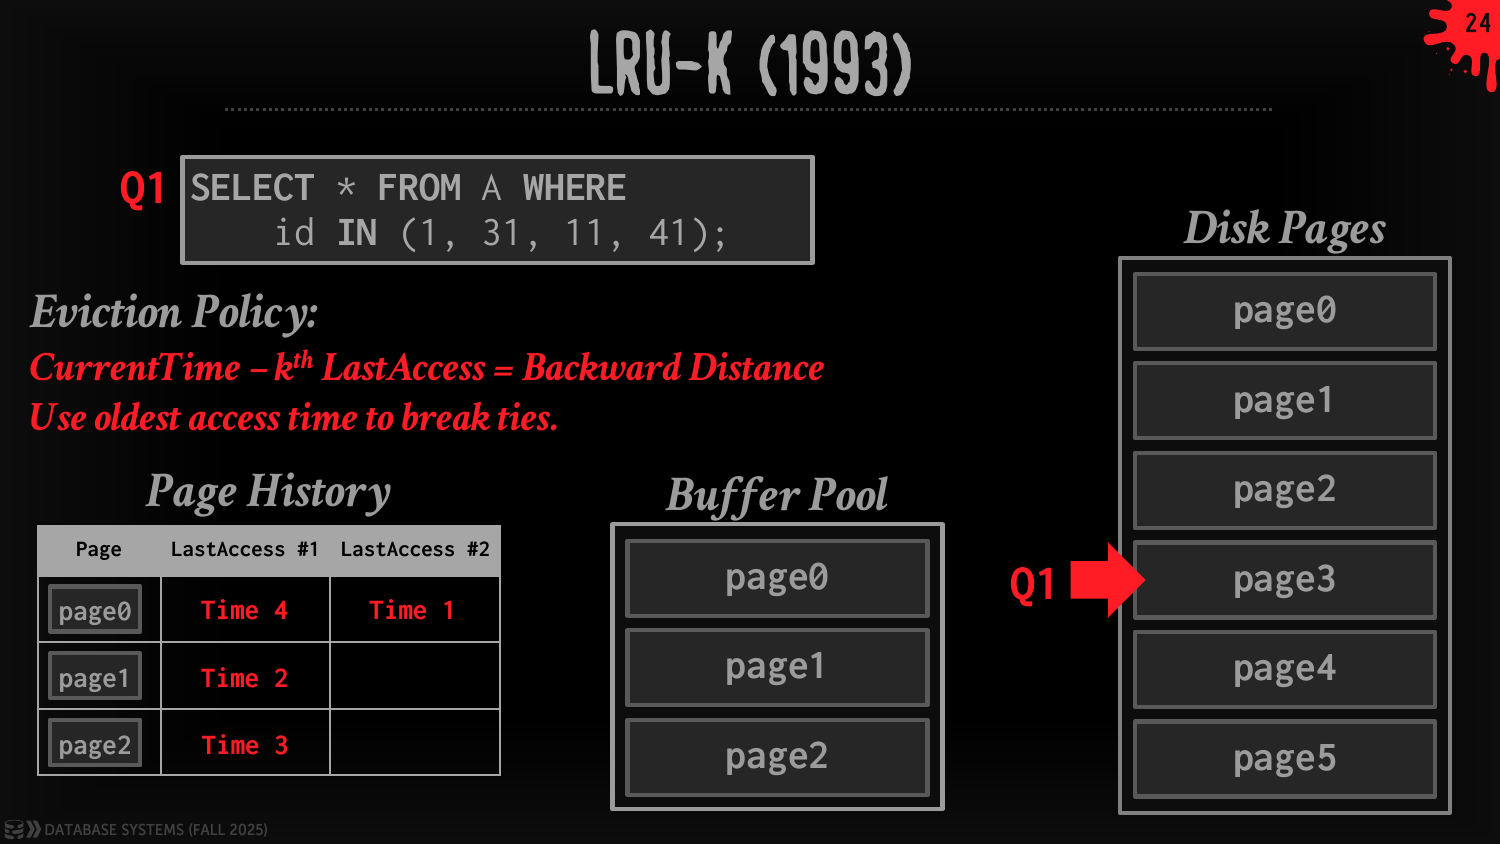 24
LRU-K (1993)
Q1
SELECT * FROM A WHERE
id IN (1, 31, 11, 41);
Eviction Policy:
CurrentTime – kth LastAccess = Backward Distance
Use oldest access time to break ties.
Page History
Page LastAccess #1 LastAccess #2
page0 Time 4 Time 1
page1 Time 2
page2 Time 3
Buffer Pool
page0
page1
page2
Disk Pages
page0
page1
page2
Q1
page3
page4
page5
DATABASE SYSTEMS (FALL 2025)